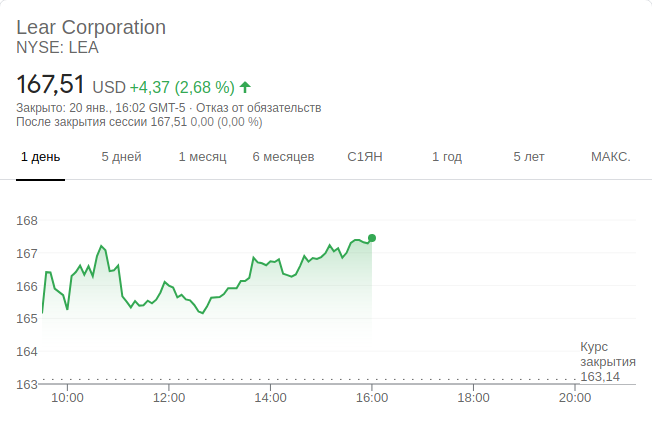 Lear Corporation
NYSE: LEA
167,51 USD +4,37 (2,68 %)
Закрыто: 20 янв., 16:02 GMT-5 · Отказ от обязательств
После закрытия сессии 167,51 0,00 (0,00 %)
1 день 5 дней 1 месяц 6 месяцев С1ЯН 1 год 5 лет МАКС.
168
167
166
165
164
Курс
закрытия
163,14
163
10:00 12:00 14:00 16:00 18:00 20:00